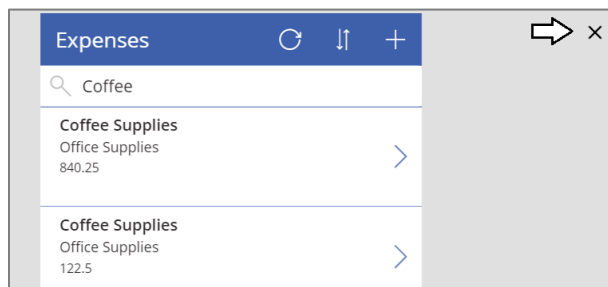 Expenses
Coffee
Coffee Supplies
Office Supplies
840.25
Coffee Supplies
Office Supplies
122.5